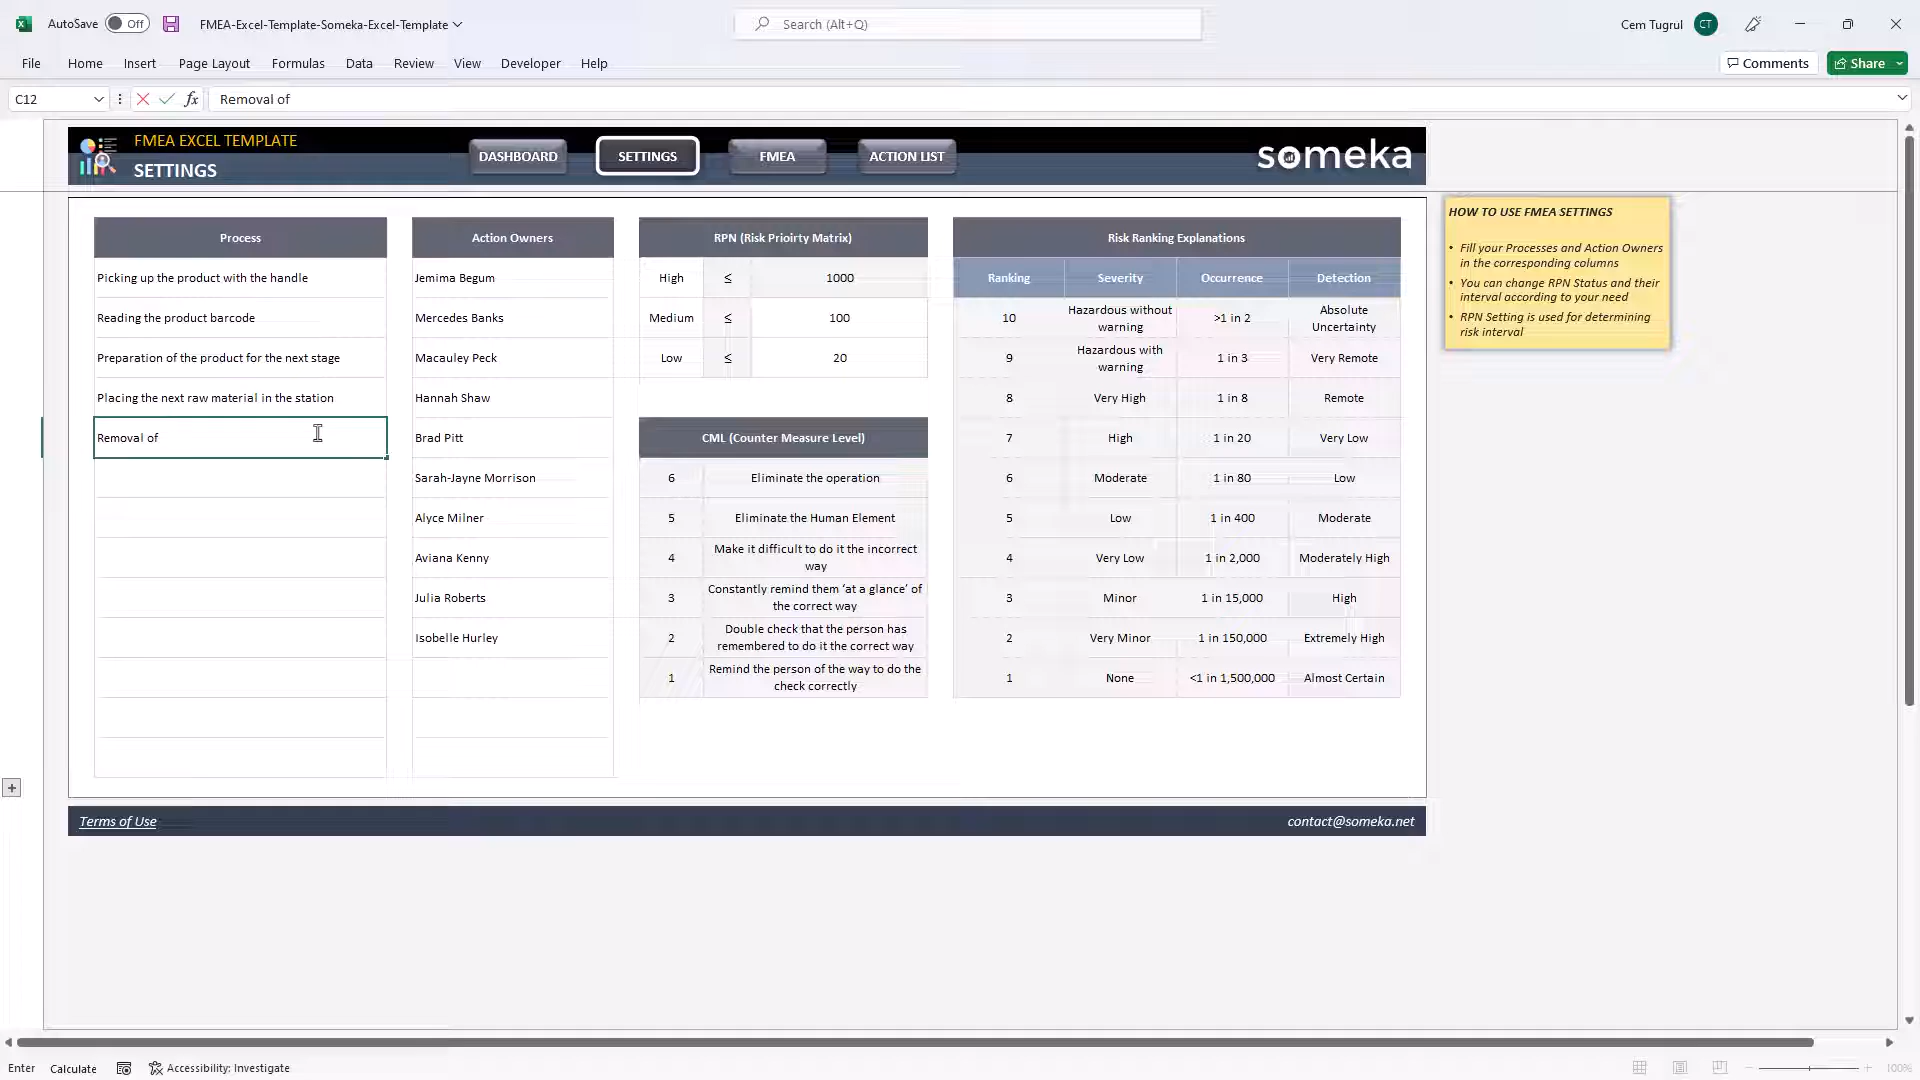 AutoSave
Off
FMEA-Excel-Template-Someka-Excel-Template
Search (Alt+Q)
Cem Tugrul
CT
File
Home
Insert
Page Layout
Formulas
Data
Review
View
Developer
Help
Comments
Share
C12
fx
Removal of
FMEA EXCEL TEMPLATE
SETTINGS
DASHBOARD
SETTINGS
FMEA
ACTION LIST
someka
Process
Picking up the product with the handle
Reading the product barcode
Preparation of the product for the next stage
Placing the next raw material in the station
Removal of
Action Owners
Jemima Begum
Mercedes Banks
Macauley Peck
Hannah Shaw
Brad Pitt
Sarah-Jayne Morrison
Alyce Milner
Aviana Kenny
Julia Roberts
Isobelle Hurley
RPN (Risk Prioirty Matrix)
High ≤ 1000
Medium ≤ 100
Low ≤ 20
CML (Counter Measure Level)
6 Eliminate the operation
5 Eliminate the Human Element
4 Make it difficult to do it the incorrect
way
3 Constantly remind them ‘at a glance’ of
the correct way
2 Double check that the person has
remembered to do it the correct way
1 Remind the person of the way to do the
check correctly
Risk Ranking Explanations
Ranking Severity Occurrence Detection
10 Hazardous without warning >1 in 2 Absolute Uncertainty
9 Hazardous with warning 1 in 3 Very Remote
8 Very High 1 in 8 Remote
7 High 1 in 20 Very Low
6 Moderate 1 in 80 Low
5 Low 1 in 400 Moderate
4 Very Low 1 in 2,000 Moderately High
3 Minor 1 in 15,000 High
2 Very Minor 1 in 150,000 Extremely High
1 None <1 in 1,500,000 Almost Certain
HOW TO USE FMEA SETTINGS
• Fill your Processes and Action Owners
in the corresponding columns
• You can change RPN Status and their
interval according to your need
• RPN Setting is used for determining
risk interval
Terms of Use
contact@someka.net
Enter
Calculate
Accessibility: Investigate
100%